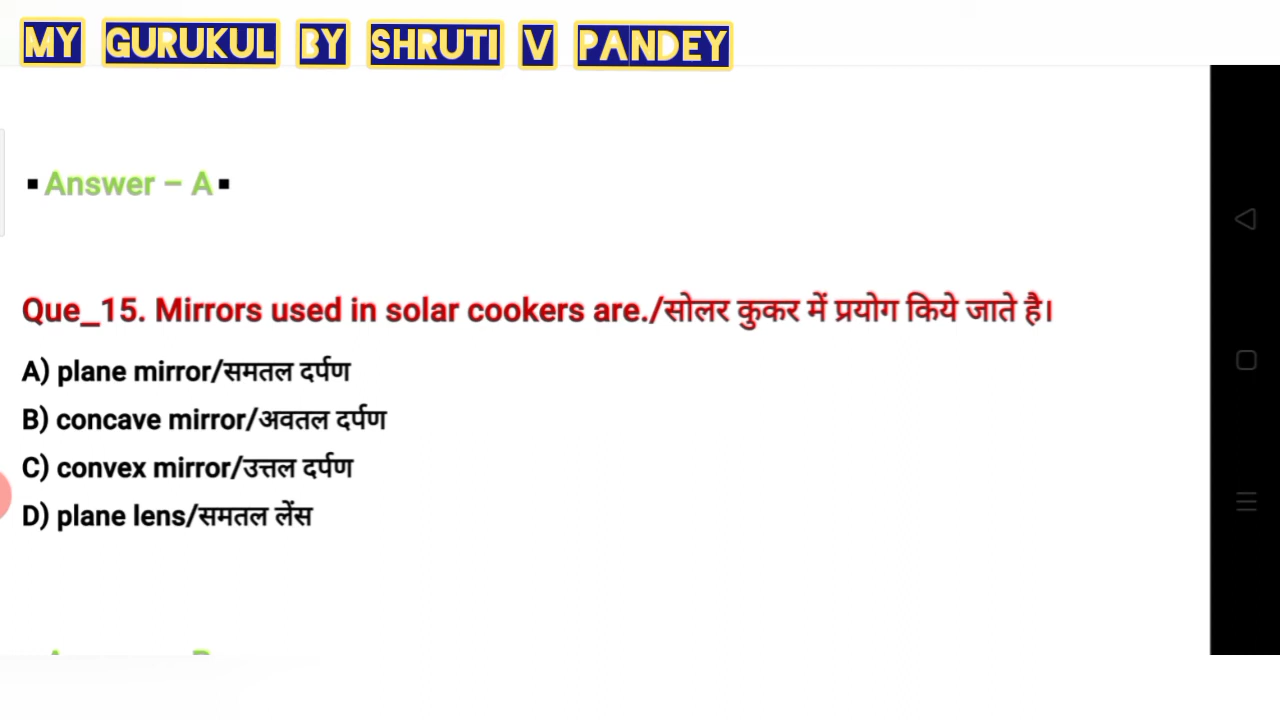 MY GURUKUL BY SHRUTI V PANDEY
▪Answer – A▪
Que_15. Mirrors used in solar cookers are./सोलर कुकर में प्रयोग किये जाते है।
A) plane mirror/समतल दर्पण
B) concave mirror/अवतल दर्पण
C) convex mirror/उत्तल दर्पण
D) plane lens/समतल लेंस